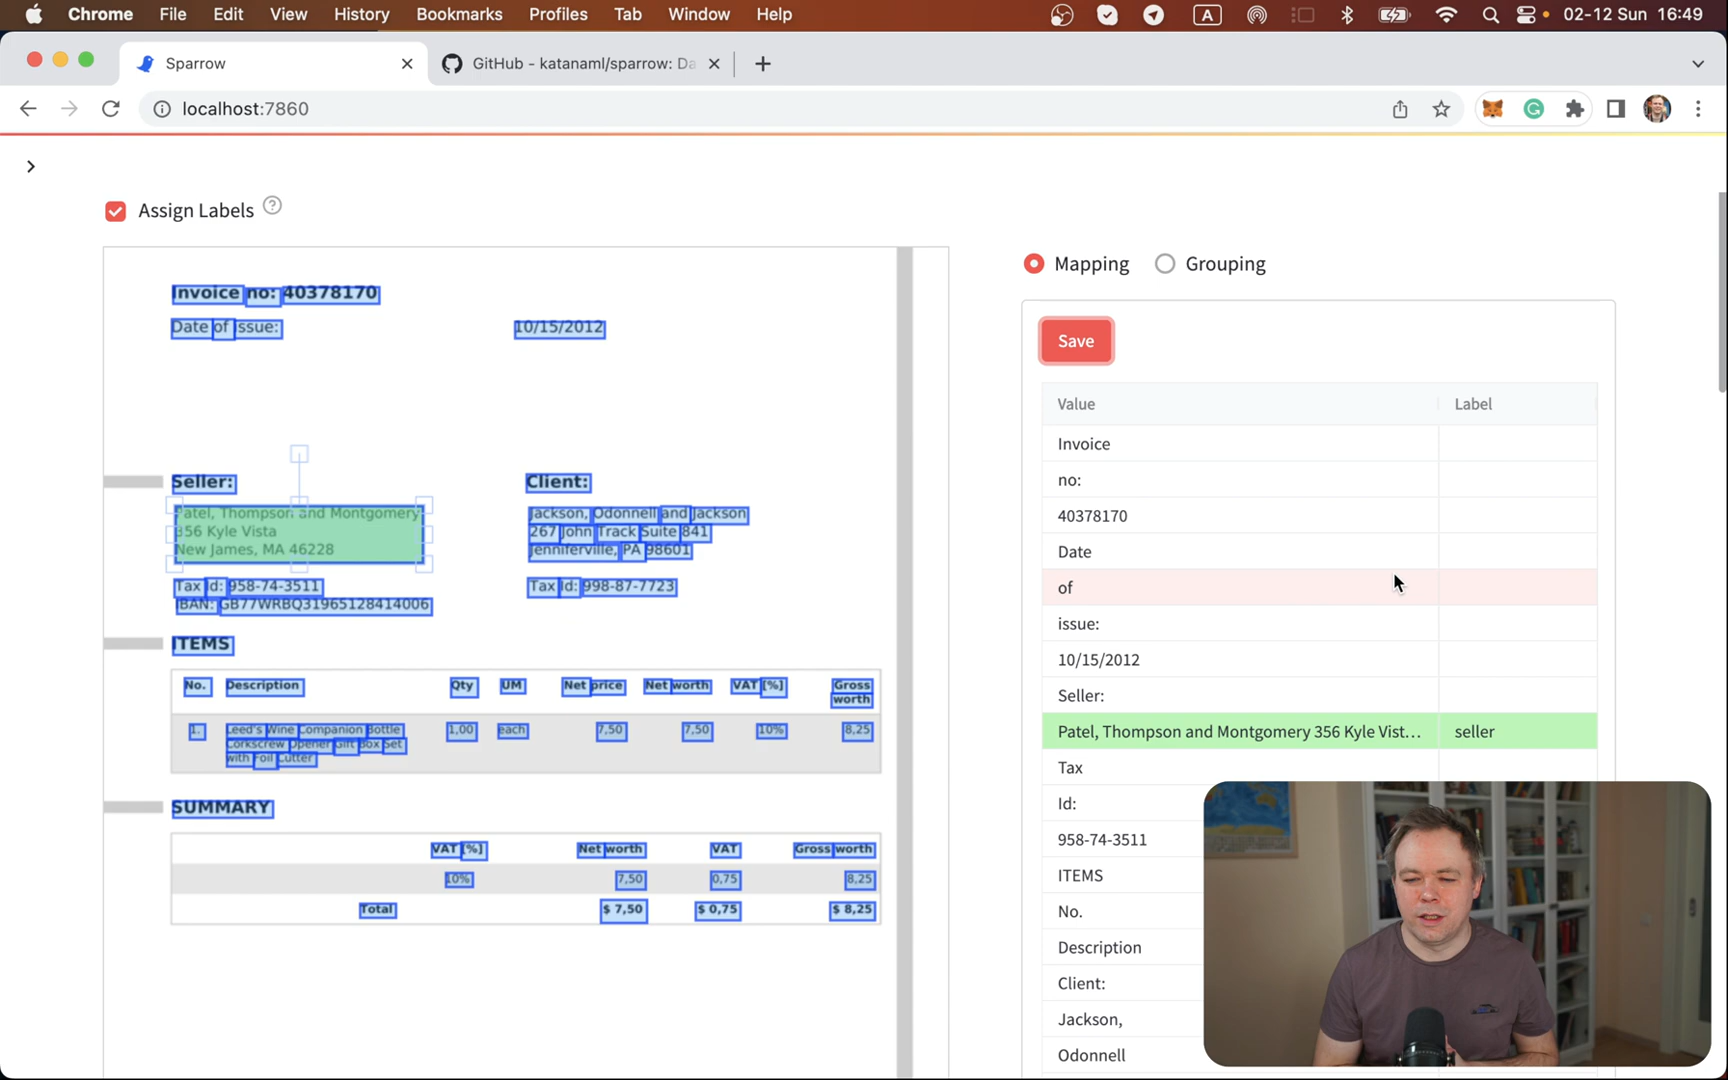 Chrome File Edit View History Bookmarks Profiles Tab Window Help A 02-12 Sun 16:49
Sparrow GitHub - katanaml/sparrow: Da
localhost:7860
Assign Labels ?
Invoice no: 40378170
Date of issue: 10/15/2012
Seller: Client:
Patel, Thompson and Montgomery Jackson, Odonnell and Jackson
356 Kyle Vista 267 John Track Suite 841
New James, MA 46228 Jenniferville, PA 98601
Tax Id: 958-74-3511 Tax Id: 998-87-7723
IBAN: GB77WRBQ31965128414006
ITEMS
No. Description Qty UM Net price Net worth VAT [%] Gross
worth
1. Leed's Wine Companion Bottle 1,00 each 7,50 7,50 10% 8,25
Corkscrew Opener Gift Box Set
with Foil Cutter
SUMMARY
VAT [%] Net worth VAT Gross worth
10% 7,50 0,75 8,25
Total $ 7,50 $ 0,75 $ 8,25
Mapping Grouping
Save
Value Label
Invoice
no:
40378170
Date
of
issue:
10/15/2012
Seller:
Patel, Thompson and Montgomery 356 Kyle Vist... seller
Tax
Id:
958-74-3511
ITEMS
No.
Description
Client:
Jackson,
Odonnell